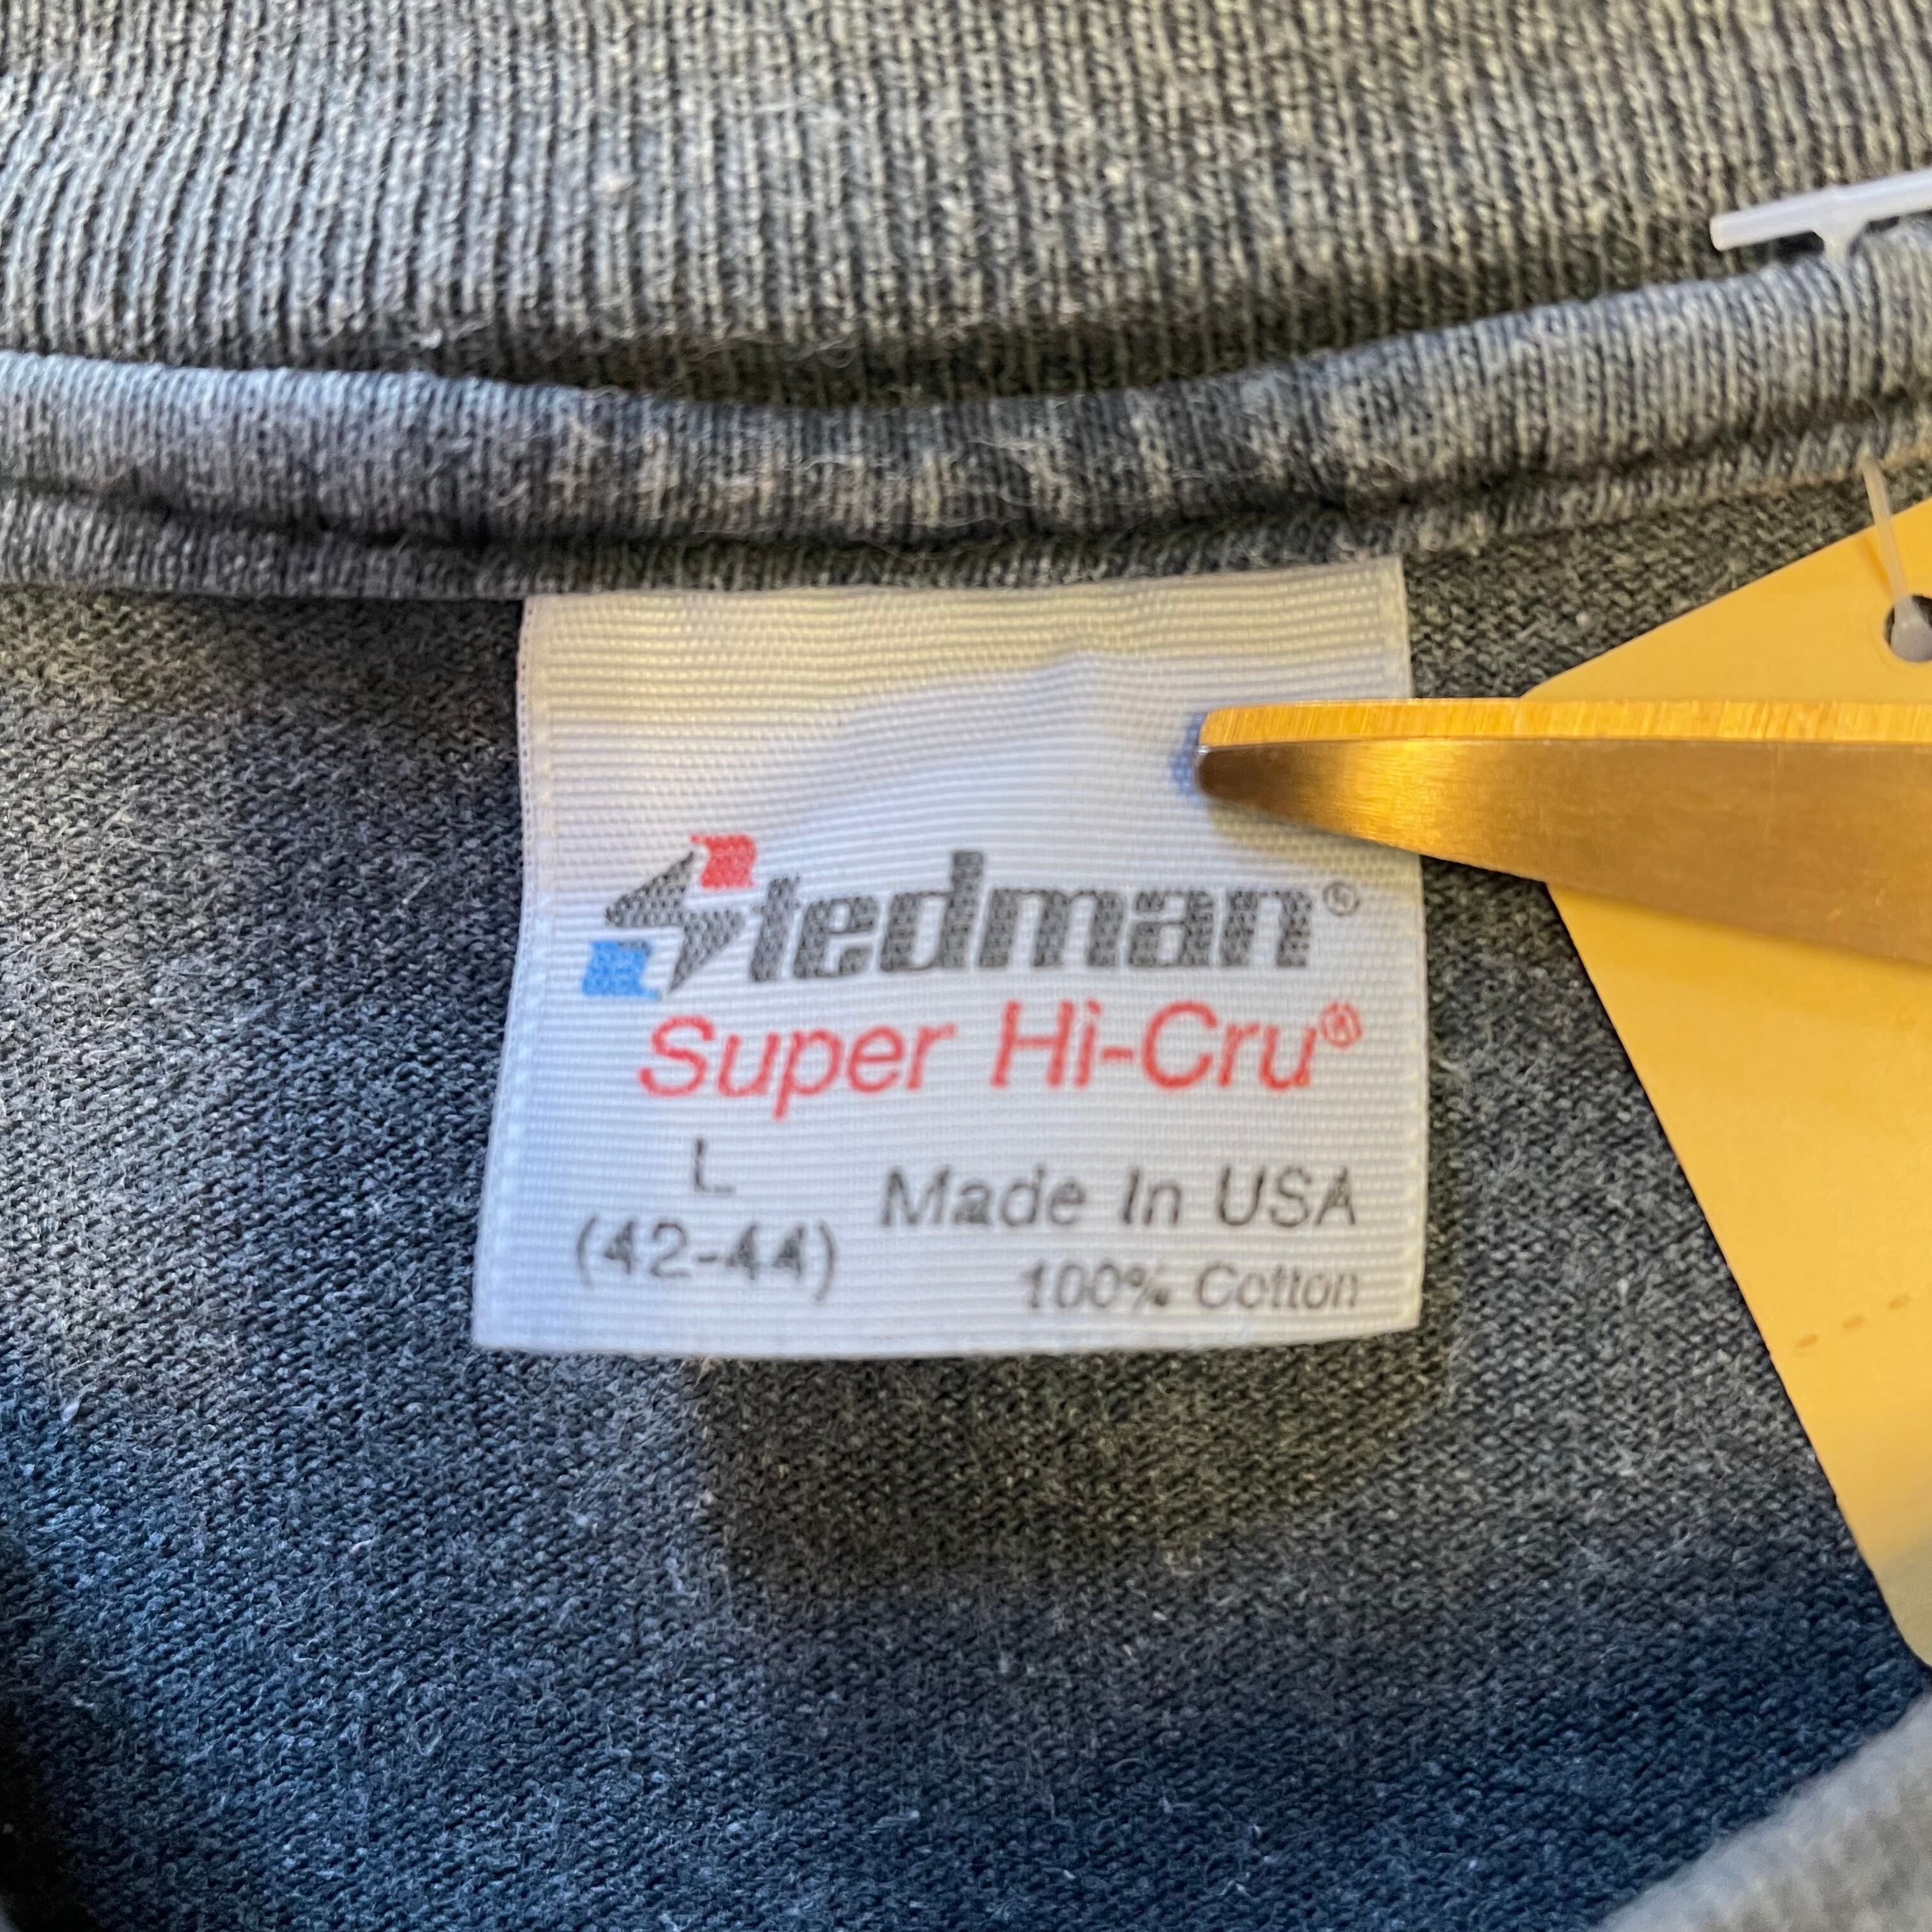 Stedman®
Super Hi-Cru®
L
(42-44)
Made In USA
100% Cotton